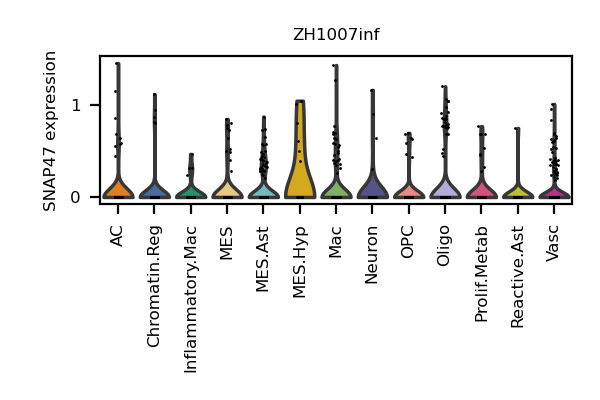 ZH1007inf
SNAP47 expression
1
0
AC
Chromatin.Reg
Inflammatory.Mac
MES
MES.Ast
MES.Hyp
Mac
Neuron
OPC
Oligo
Prolif.Metab
Reactive.Ast
Vasc